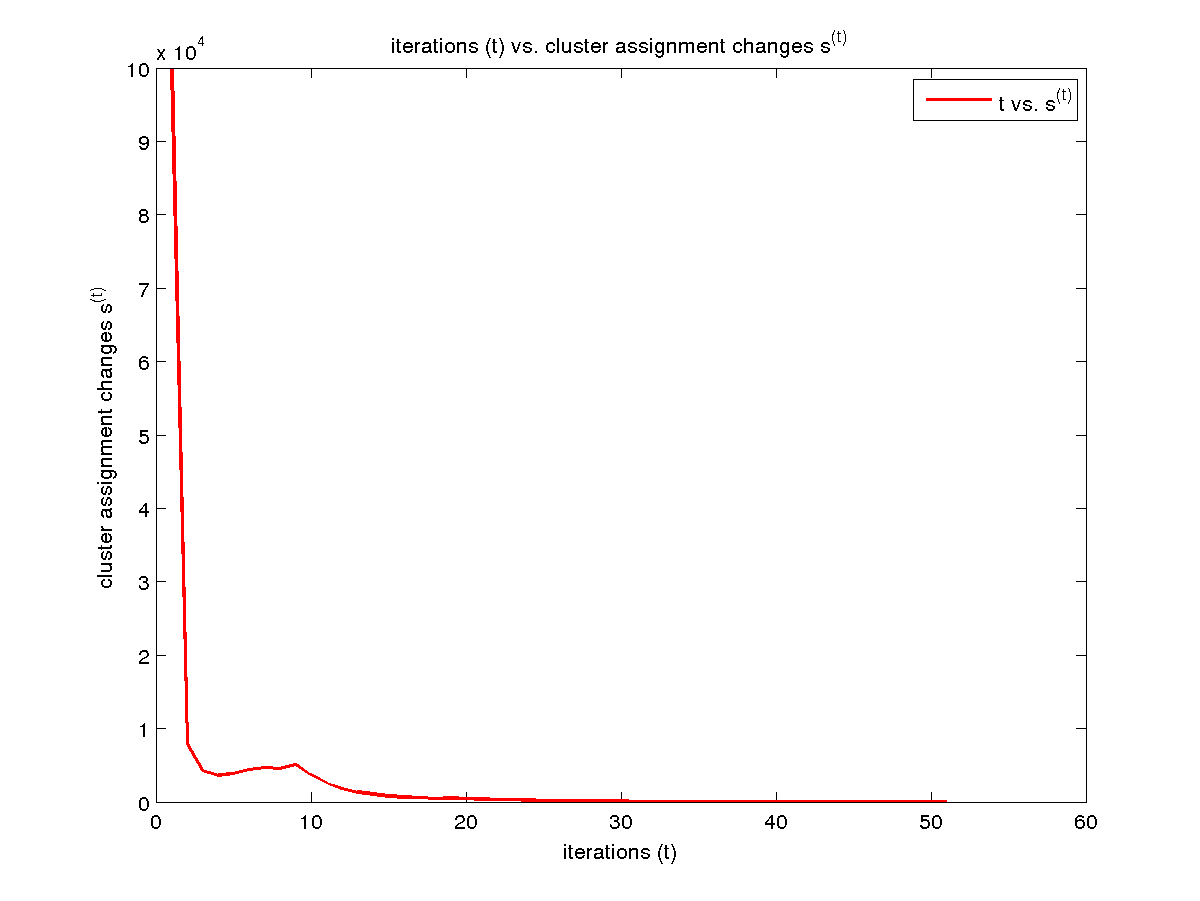 iterations (t) vs. cluster assignment changes s^(t)
x 10^4
t vs. s^(t)
10
9
8
7
6
5
4
3
2
1
0
cluster assignment changes s^(t)
0 10 20 30 40 50 60
iterations (t)